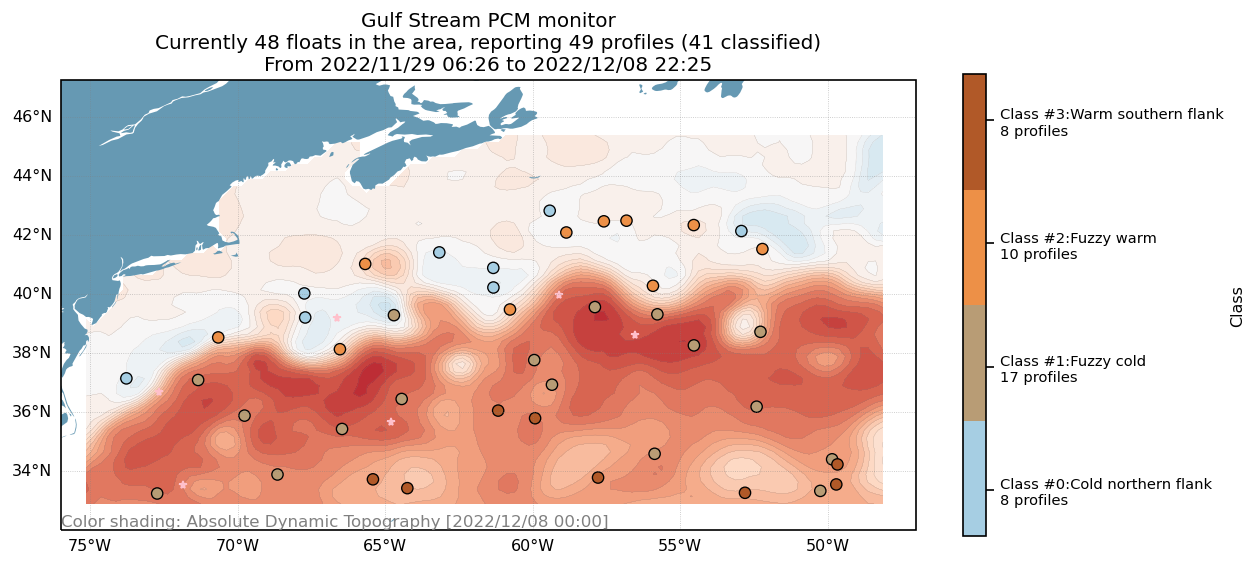 Gulf Stream PCM monitor
Currently 48 floats in the area, reporting 49 profiles (41 classified)
From 2022/11/29 06:26 to 2022/12/08 22:25
46°N
44°N
42°N
40°N
38°N
36°N
34°N
Color shading: Absolute Dynamic Topography [2022/12/08 00:00]
75°W
70°W
65°W
60°W
55°W
50°W
Class #3:Warm southern flank
8 profiles
Class #2:Fuzzy warm
10 profiles
Class #1:Fuzzy cold
17 profiles
Class #0:Cold northern flank
8 profiles
Class